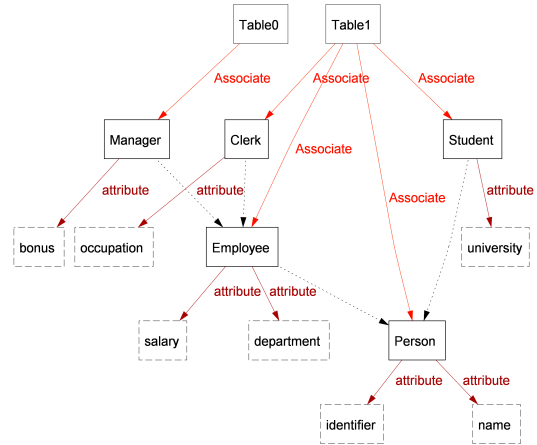 Table0
Table1
Associate
Associate
Associate
Manager
Clerk
Student
Associate
attribute
attribute
attribute
Associate
bonus
occupation
Employee
university
attribute
attribute
salary
department
Person
attribute
attribute
identifier
name